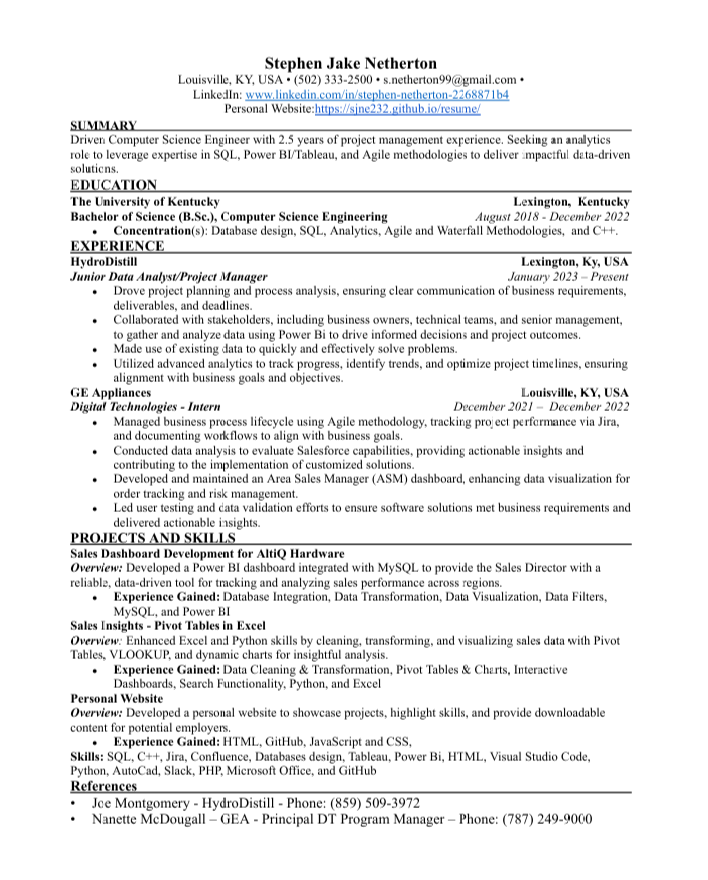 Stephen Jake Netherton
Louisville, KY, USA • (502) 333-2500 • s.netherton99@gmail.com •
LinkedIn: www.linkedin.com/in/stephen-netherton-2268871b4
Personal Website:https://sjne232.github.io/resume/
SUMMARY
Driven Computer Science Engineer with 2.5 years of project management experience. Seeking an analytics
role to leverage expertise in SQL, Power BI/Tableau, and Agile methodologies to deliver impactful data-driven
solutions.
EDUCATION
The University of Kentucky Lexington, Kentucky
Bachelor of Science (B.Sc.), Computer Science Engineering August 2018 - December 2022
• Concentration(s): Database design, SQL, Analytics, Agile and Waterfall Methodologies, and C++.
EXPERIENCE
HydroDistill Lexington, Ky, USA
Junior Data Analyst/Project Manager January 2023 – Present
• Drove project planning and process analysis, ensuring clear communication of business requirements,
deliverables, and deadlines.
• Collaborated with stakeholders, including business owners, technical teams, and senior management,
to gather and analyze data using Power Bi to drive informed decisions and project outcomes.
• Made use of existing data to quickly and effectively solve problems.
• Utilized advanced analytics to track progress, identify trends, and optimize project timelines, ensuring
alignment with business goals and objectives.
GE Appliances Louisville, KY, USA
Digital Technologies - Intern December 2021 – December 2022
• Managed business process lifecycle using Agile methodology, tracking project performance via Jira,
and documenting workflows to align with business goals.
• Conducted data analysis to evaluate Salesforce capabilities, providing actionable insights and
contributing to the implementation of customized solutions.
• Developed and maintained an Area Sales Manager (ASM) dashboard, enhancing data visualization for
order tracking and risk management.
• Led user testing and data validation efforts to ensure software solutions met business requirements and
delivered actionable insights.
PROJECTS AND SKILLS
Sales Dashboard Development for AltiQ Hardware
Overview: Developed a Power BI dashboard integrated with MySQL to provide the Sales Director with a
reliable, data-driven tool for tracking and analyzing sales performance across regions.
• Experience Gained: Database Integration, Data Transformation, Data Visualization, Data Filters,
MySQL, and Power BI
Sales Insights - Pivot Tables in Excel
Overview: Enhanced Excel and Python skills by cleaning, transforming, and visualizing sales data with Pivot
Tables, VLOOKUP, and dynamic charts for insightful analysis.
• Experience Gained: Data Cleaning & Transformation, Pivot Tables & Charts, Interactive
Dashboards, Search Functionality, Python, and Excel
Personal Website
Overview: Developed a personal website to showcase projects, highlight skills, and provide downloadable
content for potential employers.
• Experience Gained: HTML, GitHub, JavaScript and CSS,
Skills: SQL, C++, Jira, Confluence, Databases design, Tableau, Power Bi, HTML, Visual Studio Code,
Python, AutoCad, Slack, PHP, Microsoft Office, and GitHub
References
• Joe Montgomery - HydroDistill - Phone: (859) 509-3972
• Nanette McDougall – GEA - Principal DT Program Manager – Phone: (787) 249-9000